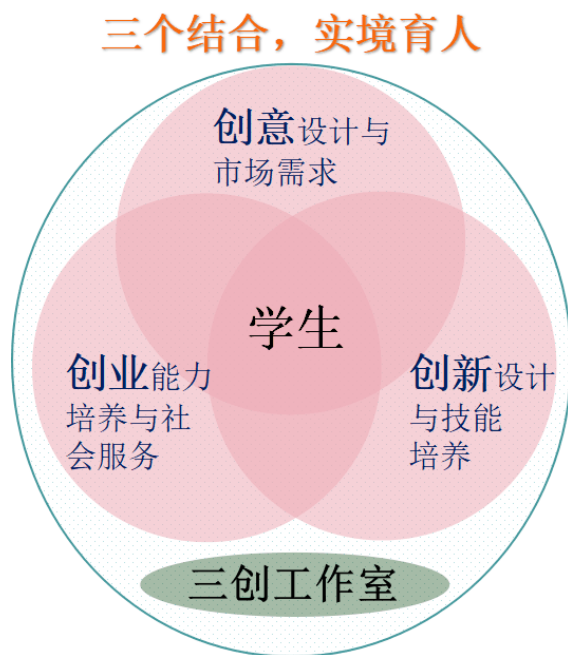 三个结合，实境育人
创意设计与
市场需求
学生
创业能力
培养与社
会服务
创新设计
与技能
培养
三创工作室